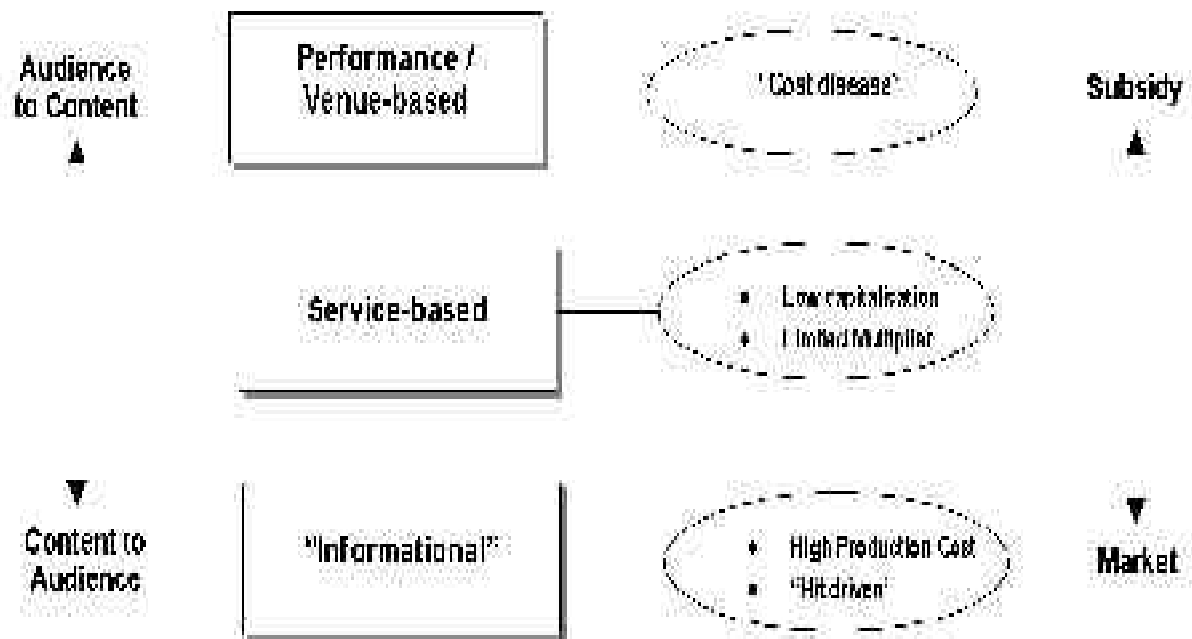 Audience
to Content
Performance /
Venue-based
"Cost disease"
Subsidy
Service-based
• Low capitalisation
• Limited Multiplier
Content to
Audience
"Informational"
• High Production Cost
• "Hit driven"
Market